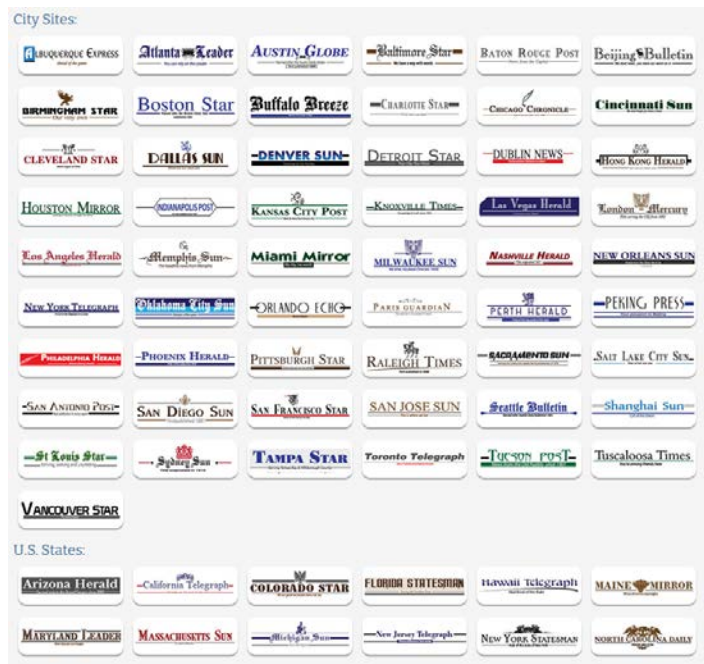 City Sites:
ALBUQUERQUE EXPRESS
Atlanta Leader
AUSTIN GLOBE
Baltimore Star
BATON ROUGE POST
Beijing Bulletin
BIRMINGHAM STAR
Boston Star
Buffalo Breeze
CHARLOTTE STAR
CHICAGO CHRONICLE
Cincinnati Sun
CLEVELAND STAR
DALLAS SUN
DENVER SUN
DETROIT STAR
DUBLIN NEWS
HONG KONG HERALD
HOUSTON MIRROR
INDIANAPOLIS POST
KANSAS CITY POST
KNOXVILLE TIMES
Las Vegas Herald
London Mercury
Los Angeles Herald
Memphis Sun
Miami Mirror
MILWAUKEE SUN
NASHVILLE HERALD
NEW ORLEANS SUN
NEW YORK TELEGRAPH
Oklahoma City Sun
ORLANDO ECHO
PARIS GUARDIAN
PERTH HERALD
PEKING PRESS
PHILADELPHIA HERALD
PHOENIX HERALD
PITTSBURGH STAR
RALEIGH TIMES
SACRAMENTO SUN
SALT LAKE CITY SUN
SAN ANTONIO POST
SAN DIEGO SUN
SAN FRANCISCO STAR
SAN JOSE SUN
Seattle Bulletin
Shanghai Sun
St Louis Star
Sydney Sun
TAMPA STAR
Toronto Telegraph
TUCSON POST
Tuscaloosa Times
VANCOUVER STAR
U.S. States:
Arizona Herald
California Telegraph
COLORADO STAR
FLORIDA STATESMAN
Hawaii Telegraph
MAINE MIRROR
MARYLAND LEADER
MASSACHUSETTS SUN
Michigan Sun
New Jersey Telegraph
NEW YORK STATESMAN
NORTH CAROLINA DAILY